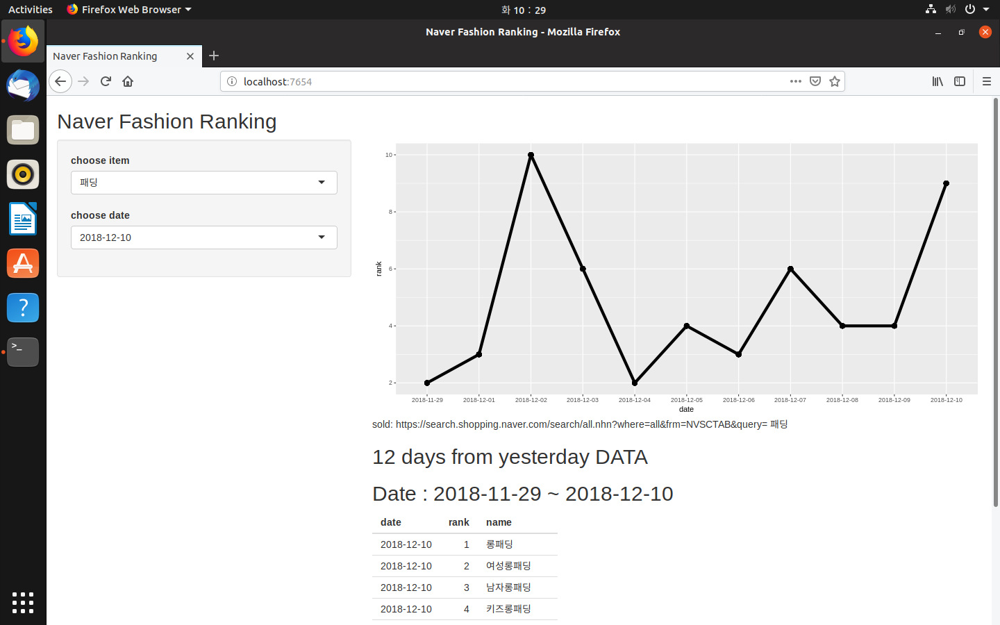 Activities Firefox Web Browser 화 10 : 29
Naver Fashion Ranking - Mozilla Firefox
Naver Fashion Ranking
localhost:7654
Naver Fashion Ranking
choose item
패딩
choose date
2018-12-10
10
8
6
4
2
rank
2018-11-29 2018-12-01 2018-12-02 2018-12-03 2018-12-04 2018-12-05 2018-12-06 2018-12-07 2018-12-08 2018-12-09 2018-12-10
date
sold: https://search.shopping.naver.com/search/all.nhn?where=all&frm=NVSCTAB&query= 패딩
12 days from yesterday DATA
Date : 2018-11-29 ~ 2018-12-10
date rank name
2018-12-10 1 롱패딩
2018-12-10 2 여성롱패딩
2018-12-10 3 남자롱패딩
2018-12-10 4 키즈롱패딩